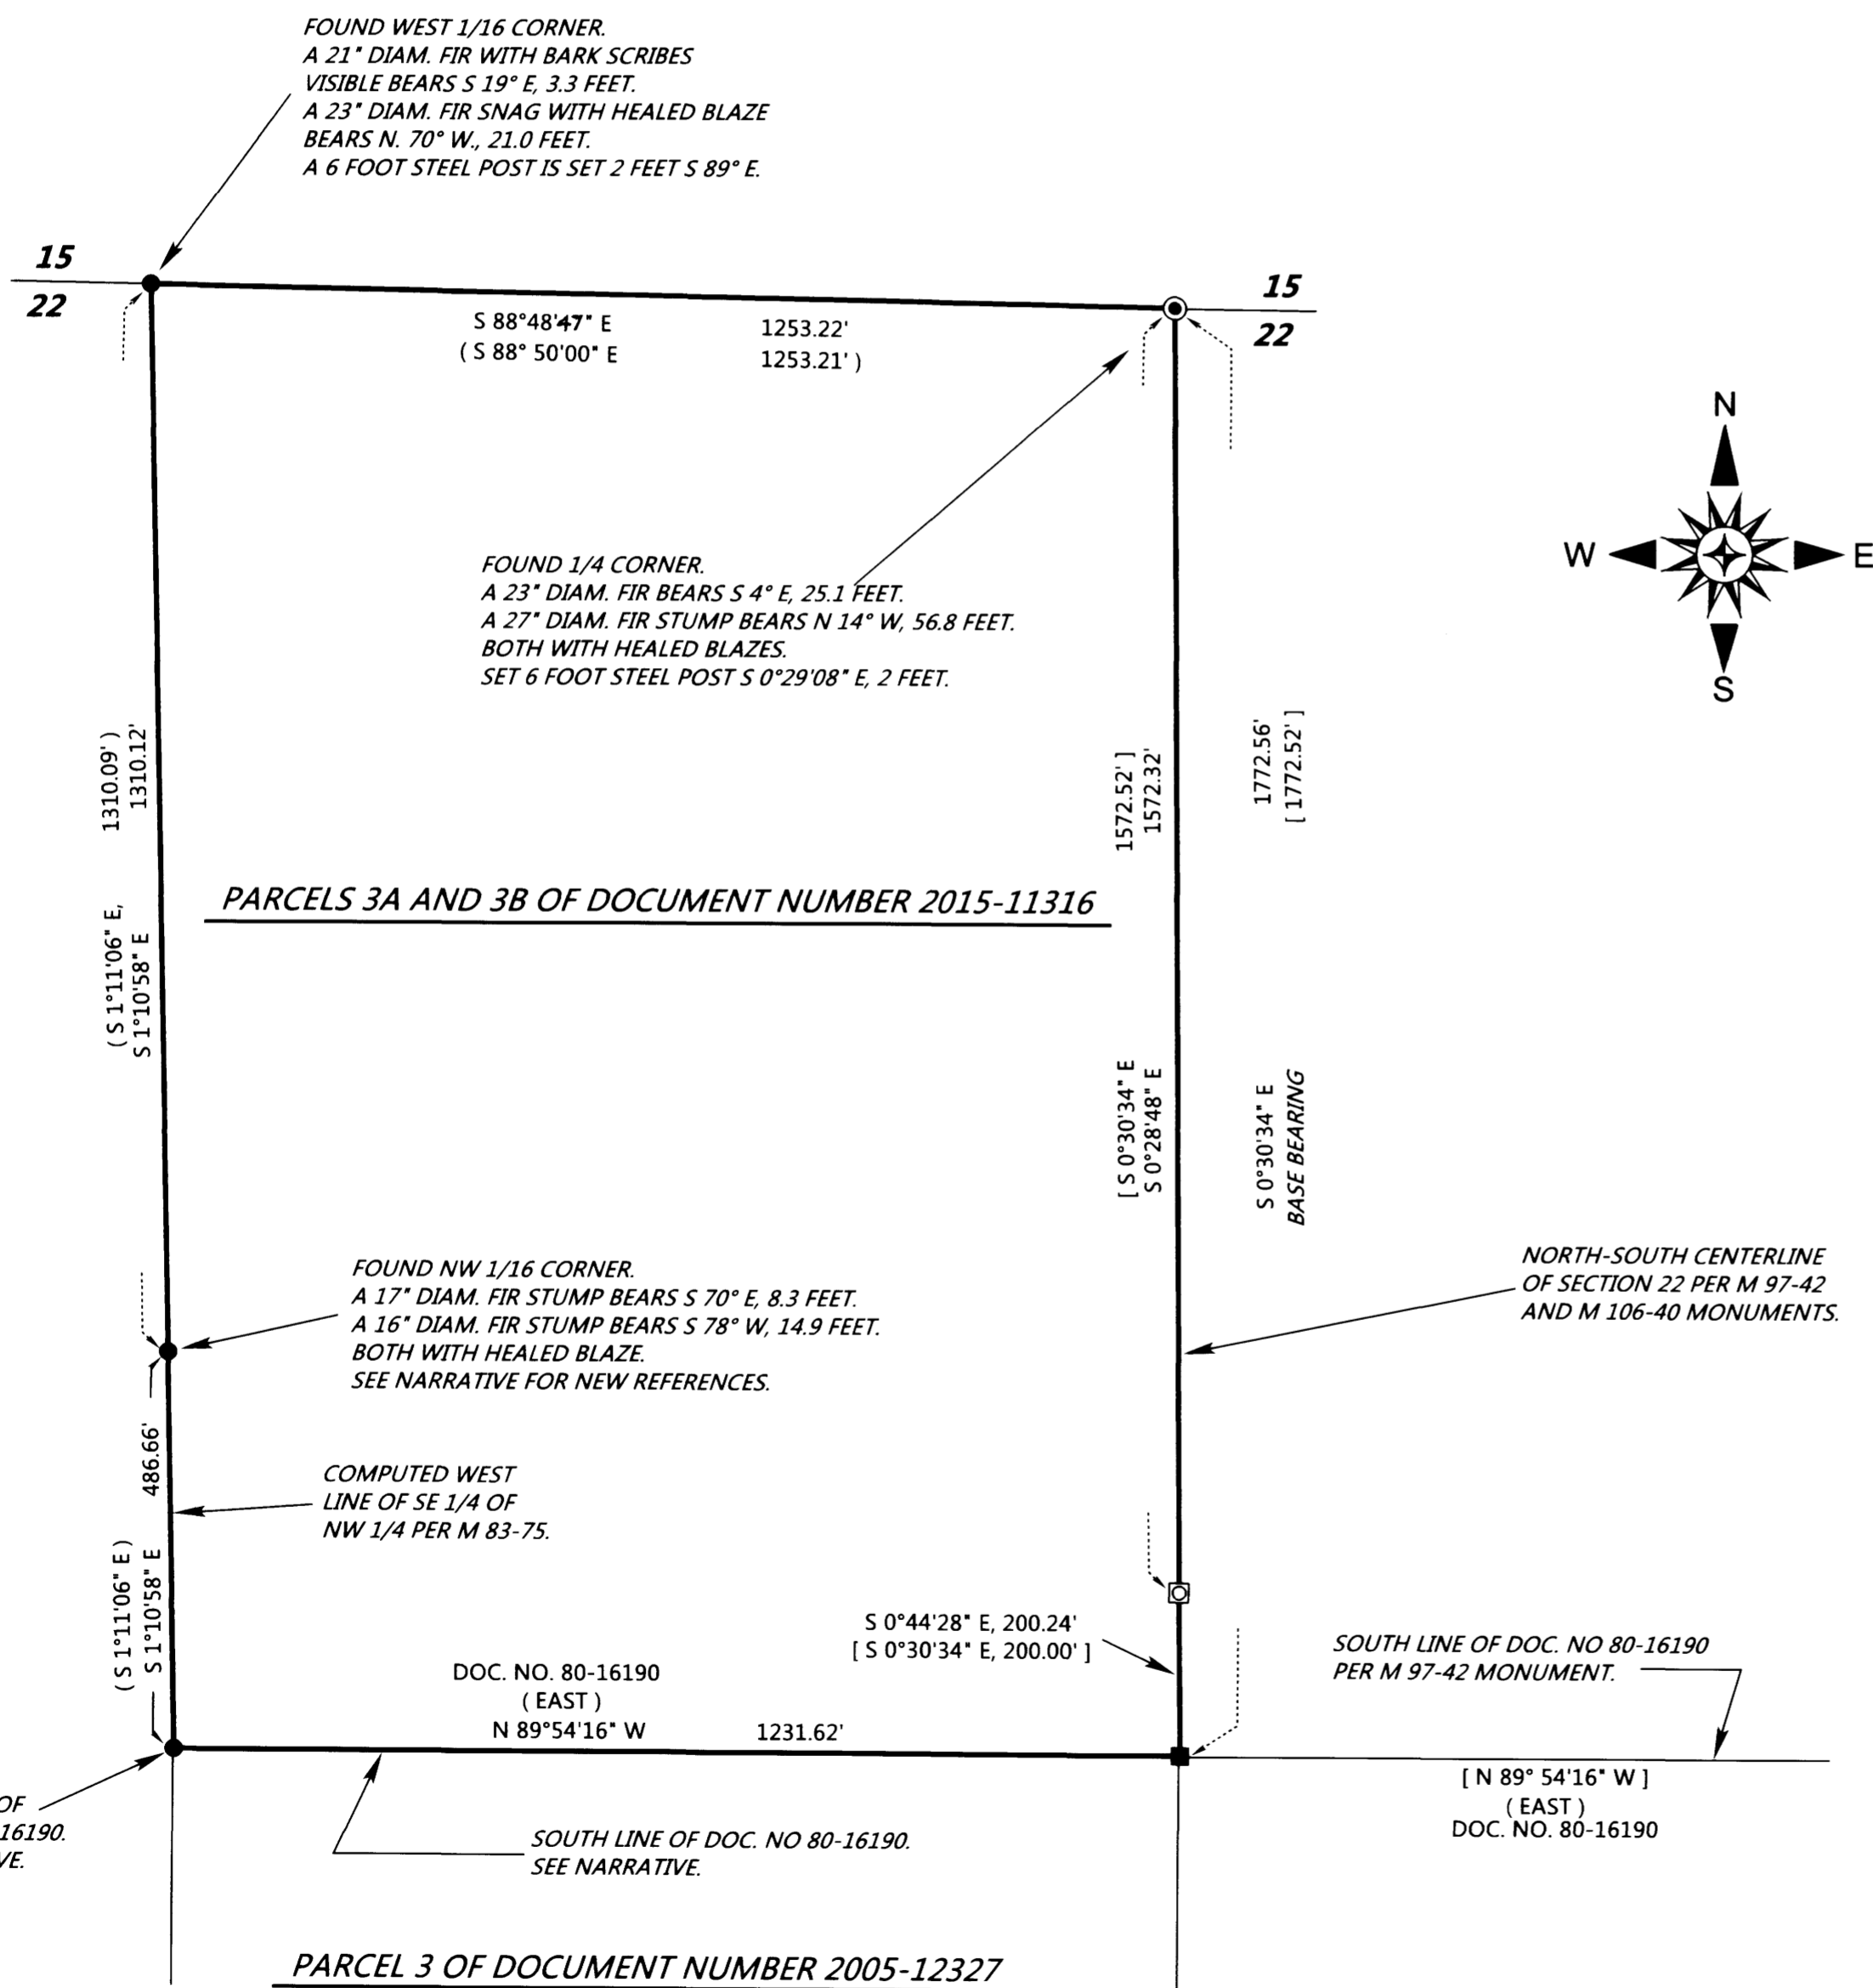 FOUND WEST 1/16 CORNER.
A 21" DIAM. FIR WITH BARK SCRIBES
VISIBLE BEARS S 19° E, 3.3 FEET.
A 23" DIAM. FIR SNAG WITH HEALED BLAZE
BEARS N. 70° W., 21.0 FEET.
A 6 FOOT STEEL POST IS SET 2 FEET S 89° E.
15
22
15
22
S 88°48'47" E 1253.22'
( S 88° 50'00" E 1253.21' )
N
W
E
S
FOUND 1/4 CORNER.
A 23" DIAM. FIR BEARS S 4° E, 25.1 FEET.
A 27" DIAM. FIR STUMP BEARS N 14° W, 56.8 FEET.
BOTH WITH HEALED BLAZES.
SET 6 FOOT STEEL POST S 0°29'08" E, 2 FEET.
( S 1°11'06" E, 1310.09' )
S 1°10'58" E 1310.12'
[ S 0°30'34" E 1572.52' ]
S 0°28'48" E 1572.32'
S 0°30'34" E 1772.56'
BASE BEARING [ 1772.52' ]
PARCELS 3A AND 3B OF DOCUMENT NUMBER 2015-11316
NORTH-SOUTH CENTERLINE
OF SECTION 22 PER M 97-42
AND M 106-40 MONUMENTS.
FOUND NW 1/16 CORNER.
A 17" DIAM. FIR STUMP BEARS S 70° E, 8.3 FEET.
A 16" DIAM. FIR STUMP BEARS S 78° W, 14.9 FEET.
BOTH WITH HEALED BLAZE.
SEE NARRATIVE FOR NEW REFERENCES.
COMPUTED WEST
LINE OF SE 1/4 OF
NW 1/4 PER M 83-75.
( S 1°11'06" E )
S 1°10'58" E 486.66'
S 0°44'28" E, 200.24'
[ S 0°30'34" E, 200.00' ]
SOUTH LINE OF DOC. NO 80-16190
PER M 97-42 MONUMENT.
DOC. NO. 80-16190
( EAST )
N 89°54'16" W 1231.62'
[ N 89° 54'16" W ]
( EAST )
DOC. NO. 80-16190
OF
16190.
VE.
SOUTH LINE OF DOC. NO 80-16190.
SEE NARRATIVE.
PARCEL 3 OF DOCUMENT NUMBER 2005-12327